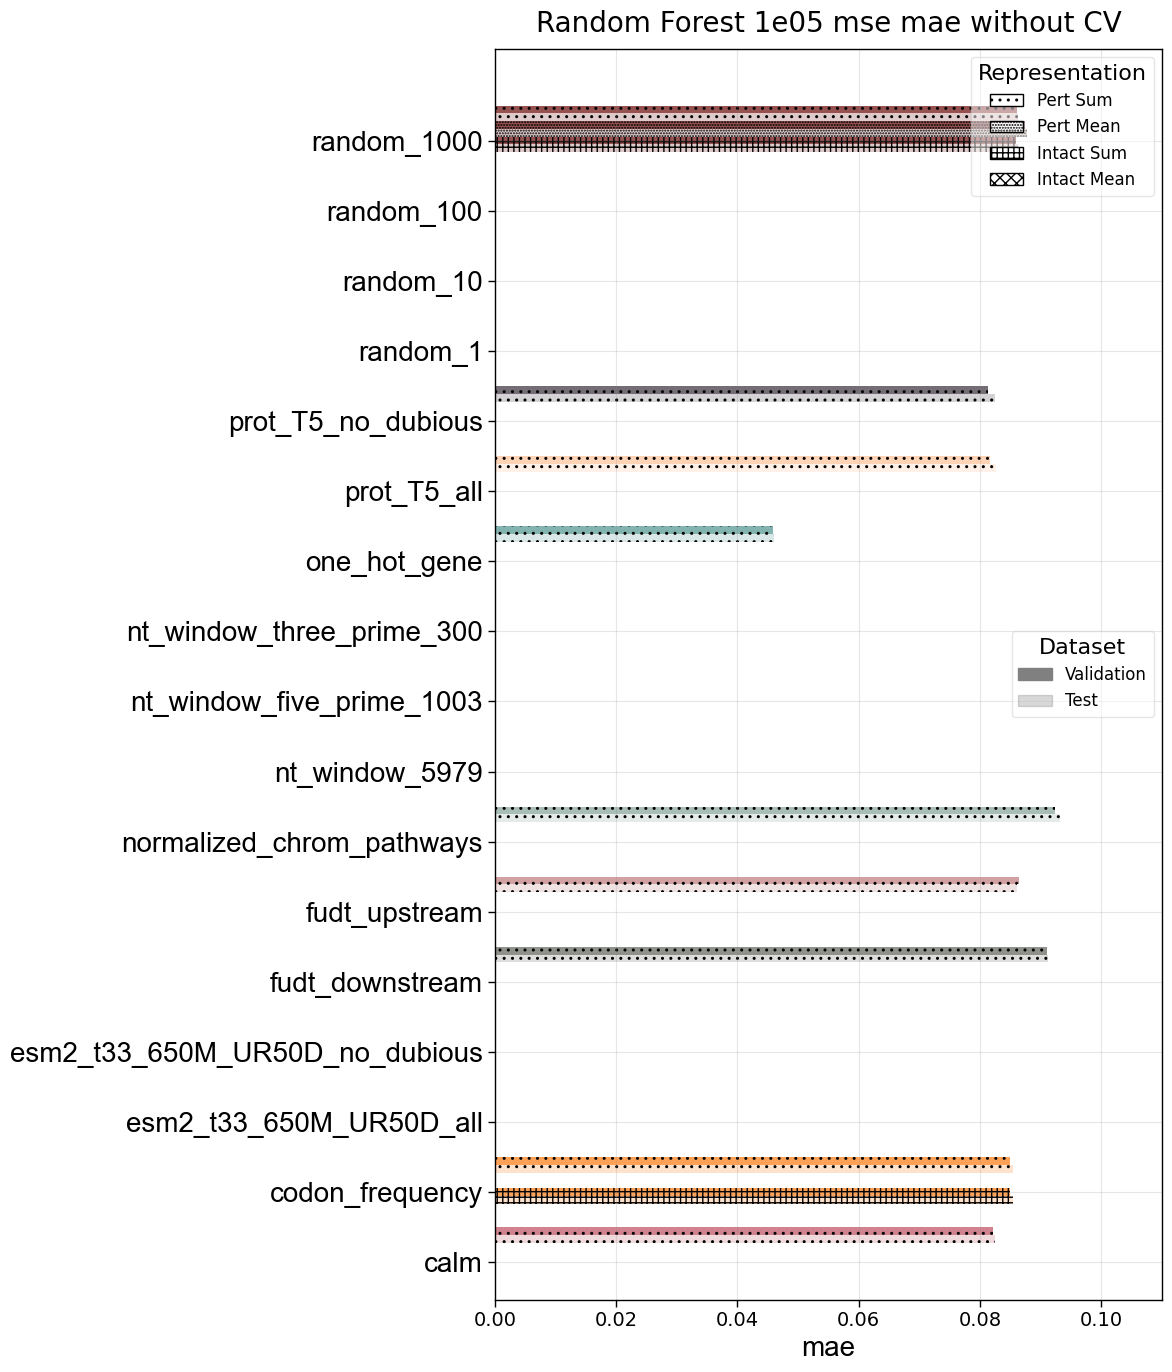 Random Forest 1e05 mse mae without CV
Representation
Pert Sum
Pert Mean
Intact Sum
Intact Mean
random_1000
random_100
random_10
random_1
prot_T5_no_dubious
prot_T5_all
one_hot_gene
nt_window_three_prime_300
Dataset
Validation
Test
nt_window_five_prime_1003
nt_window_5979
normalized_chrom_pathways
fudt_upstream
fudt_downstream
esm2_t33_650M_UR50D_no_dubious
esm2_t33_650M_UR50D_all
codon_frequency
calm
0.00 0.02 0.04 0.06 0.08 0.10
mae